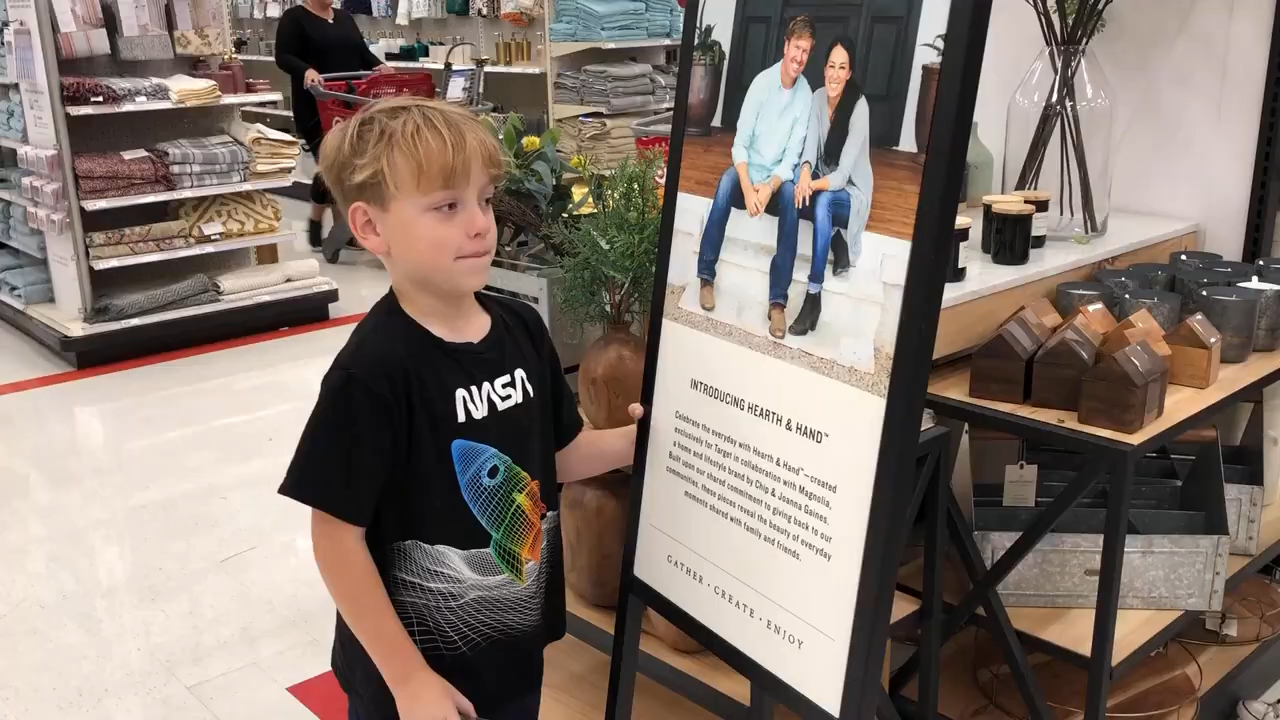 NASA
INTRODUCING HEARTH & HAND™
Celebrate the everyday with Hearth & Hand™—created
exclusively for Target in collaboration with Magnolia,
a home and lifestyle brand by Chip & Joanna Gaines.
Built upon our shared commitment to giving back to our
communities, these pieces reveal the beauty of everyday
moments shared with family and friends.
GATHER • CREATE • ENJOY